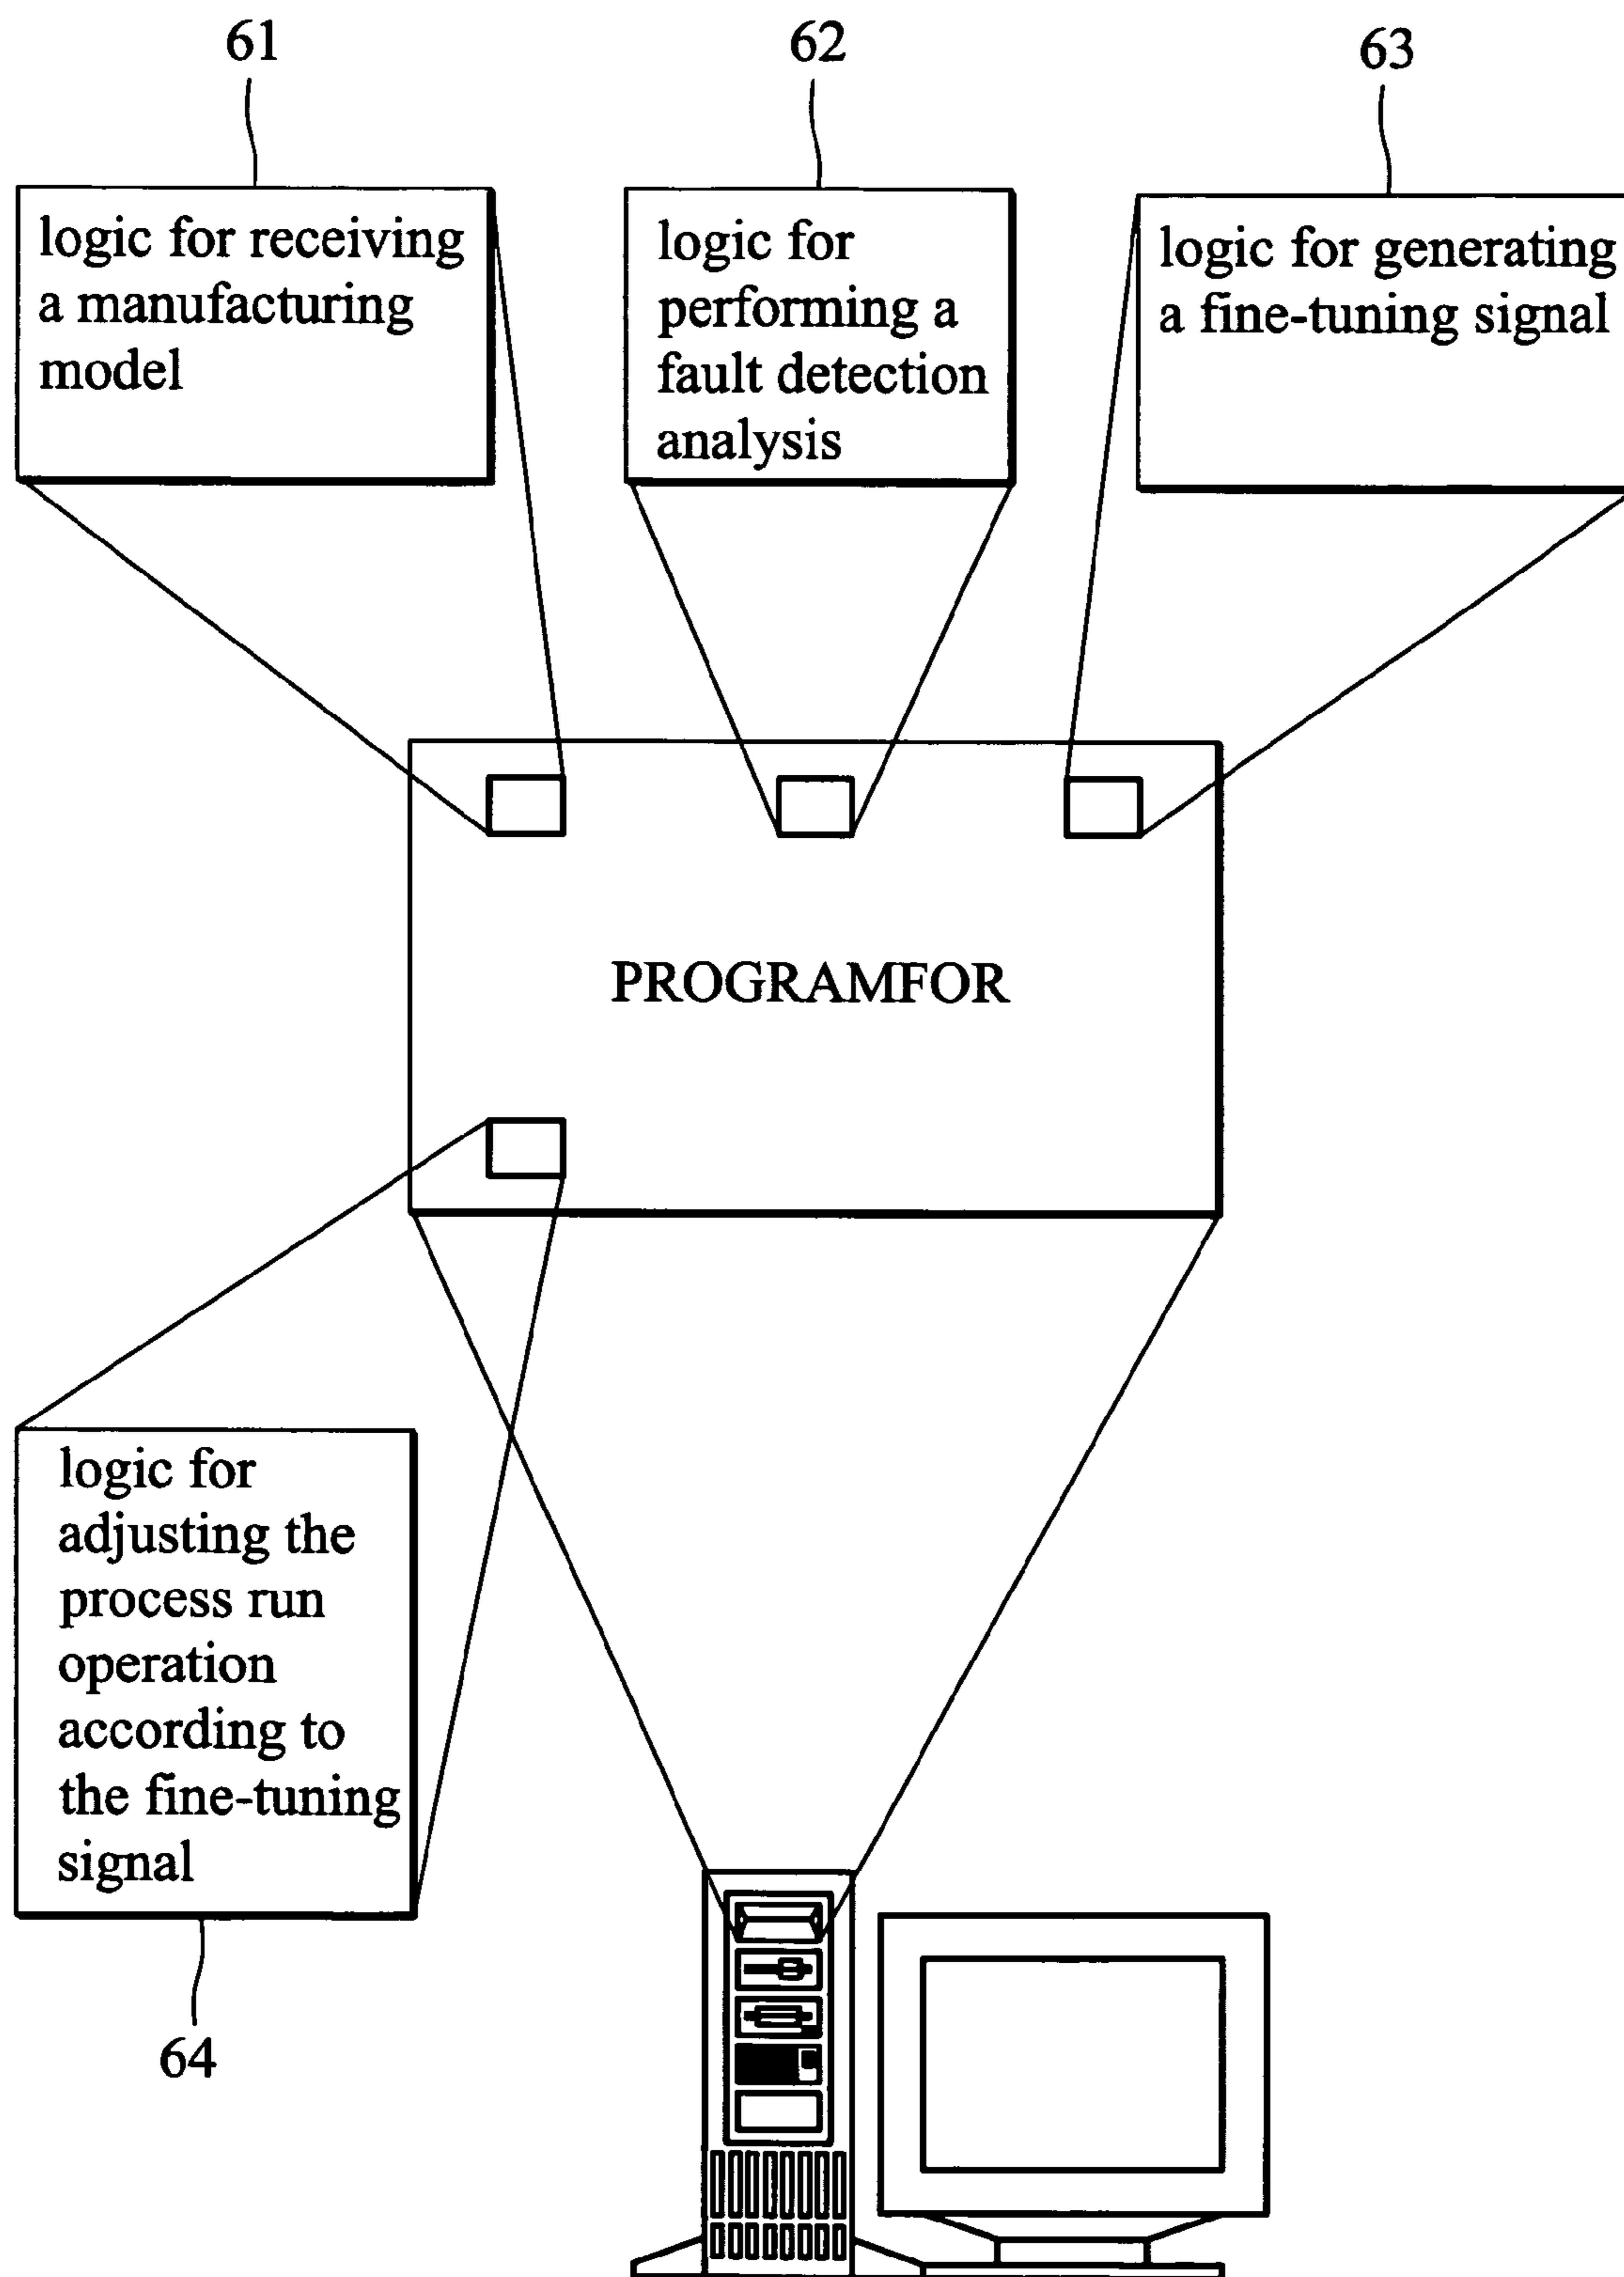 61
62
63
logic for receiving
a manufacturing
model
logic for
performing a
fault detection
analysis
logic for generating
a fine-tuning signal
PROGRAMFOR
logic for
adjusting the
process run
operation
according to
the fine-tuning
signal
64